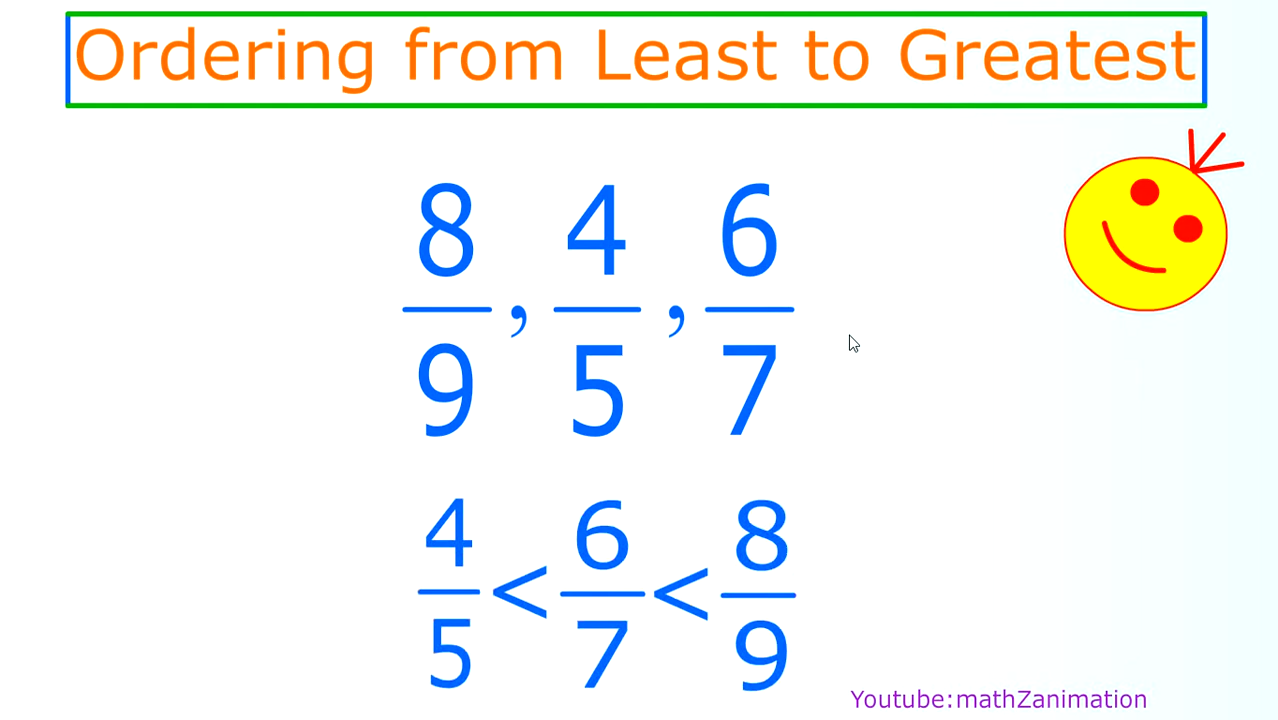 Ordering from Least to Greatest
8/9, 4/5, 6/7
4/5 < 6/7 < 8/9
Youtube:mathZanimation